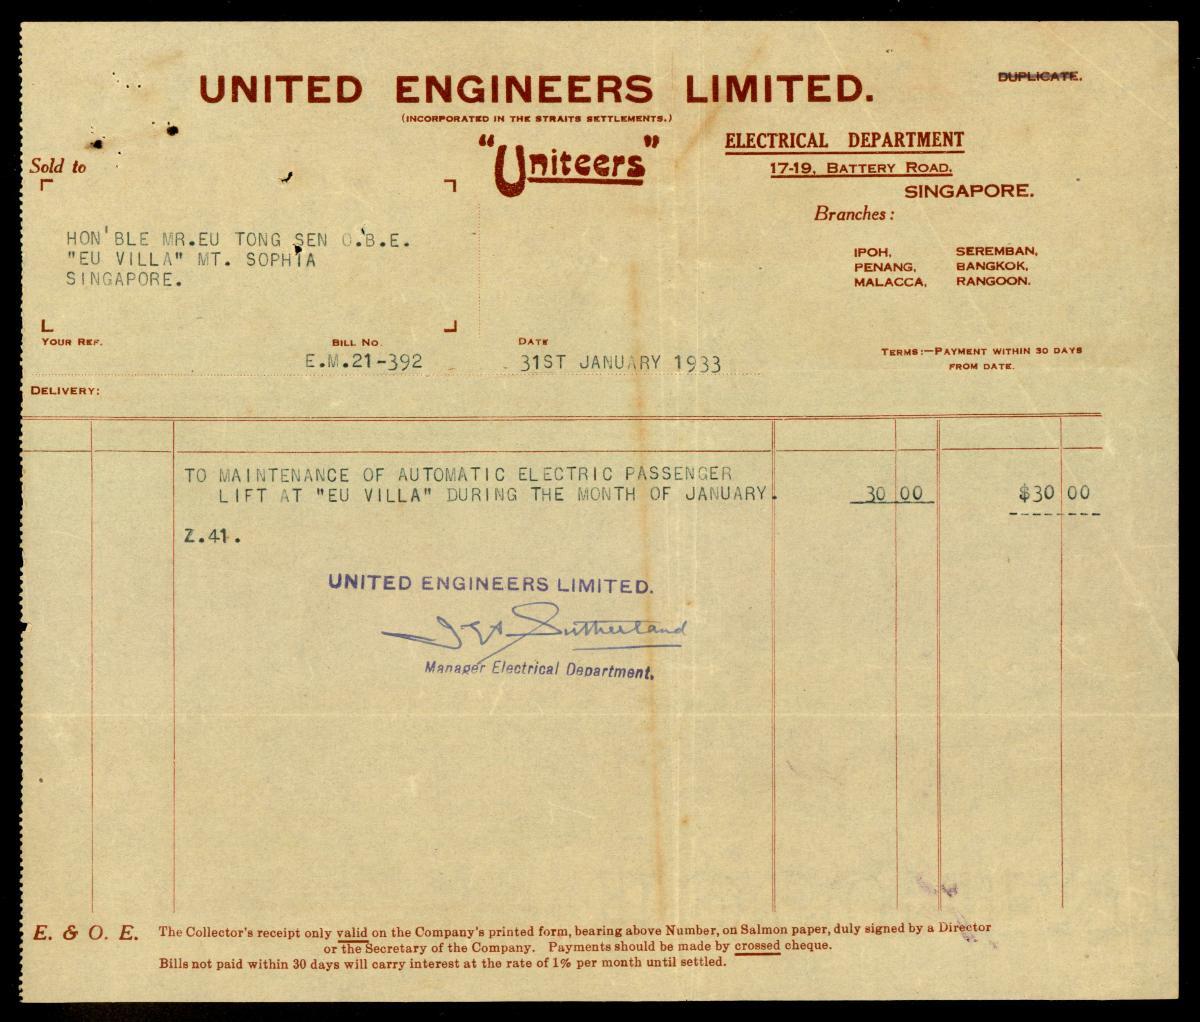 UNITED ENGINEERS LIMITED.
DUPLICATE.
(INCORPORATED IN THE STRAITS SETTLEMENTS.)
"Uniteers"
ELECTRICAL DEPARTMENT
17-19, BATTERY ROAD.
SINGAPORE.
Branches:
IPOH, SEREMBAN,
PENANG, BANGKOK,
MALACCA, RANGOON.
Sold to
HON'BLE MR.EU TONG SEN O.B.E.
"EU VILLA" MT. SOPHIA
SINGAPORE.
YOUR REF.
BILL NO.
E.M.21-392
DATE
31ST JANUARY 1933
TERMS:—PAYMENT WITHIN 30 DAYS
FROM DATE.
DELIVERY:
TO MAINTENANCE OF AUTOMATIC ELECTRIC PASSENGER
LIFT AT "EU VILLA" DURING THE MONTH OF JANUARY. 30 00 $30 00
Z.41.
UNITED ENGINEERS LIMITED.
Sutherland
Manager Electrical Department.
E. & O. E. The Collector's receipt only valid on the Company's printed form, bearing above Number, on Salmon paper, duly signed by a Director
or the Secretary of the Company. Payments should be made by crossed cheque.
Bills not paid within 30 days will carry interest at the rate of 1% per month until settled.